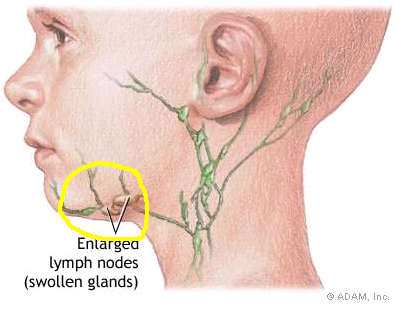 Enlarged
lymph nodes
(swollen glands)
© ADAM, Inc.